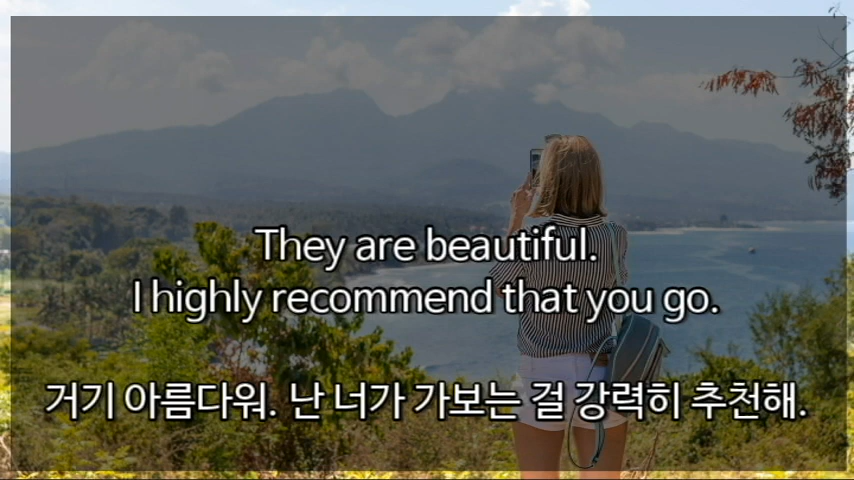 They are beautiful.
I highly recommend that you go.
거기 아름다워. 난 너가 가보는 걸 강력히 추천해.